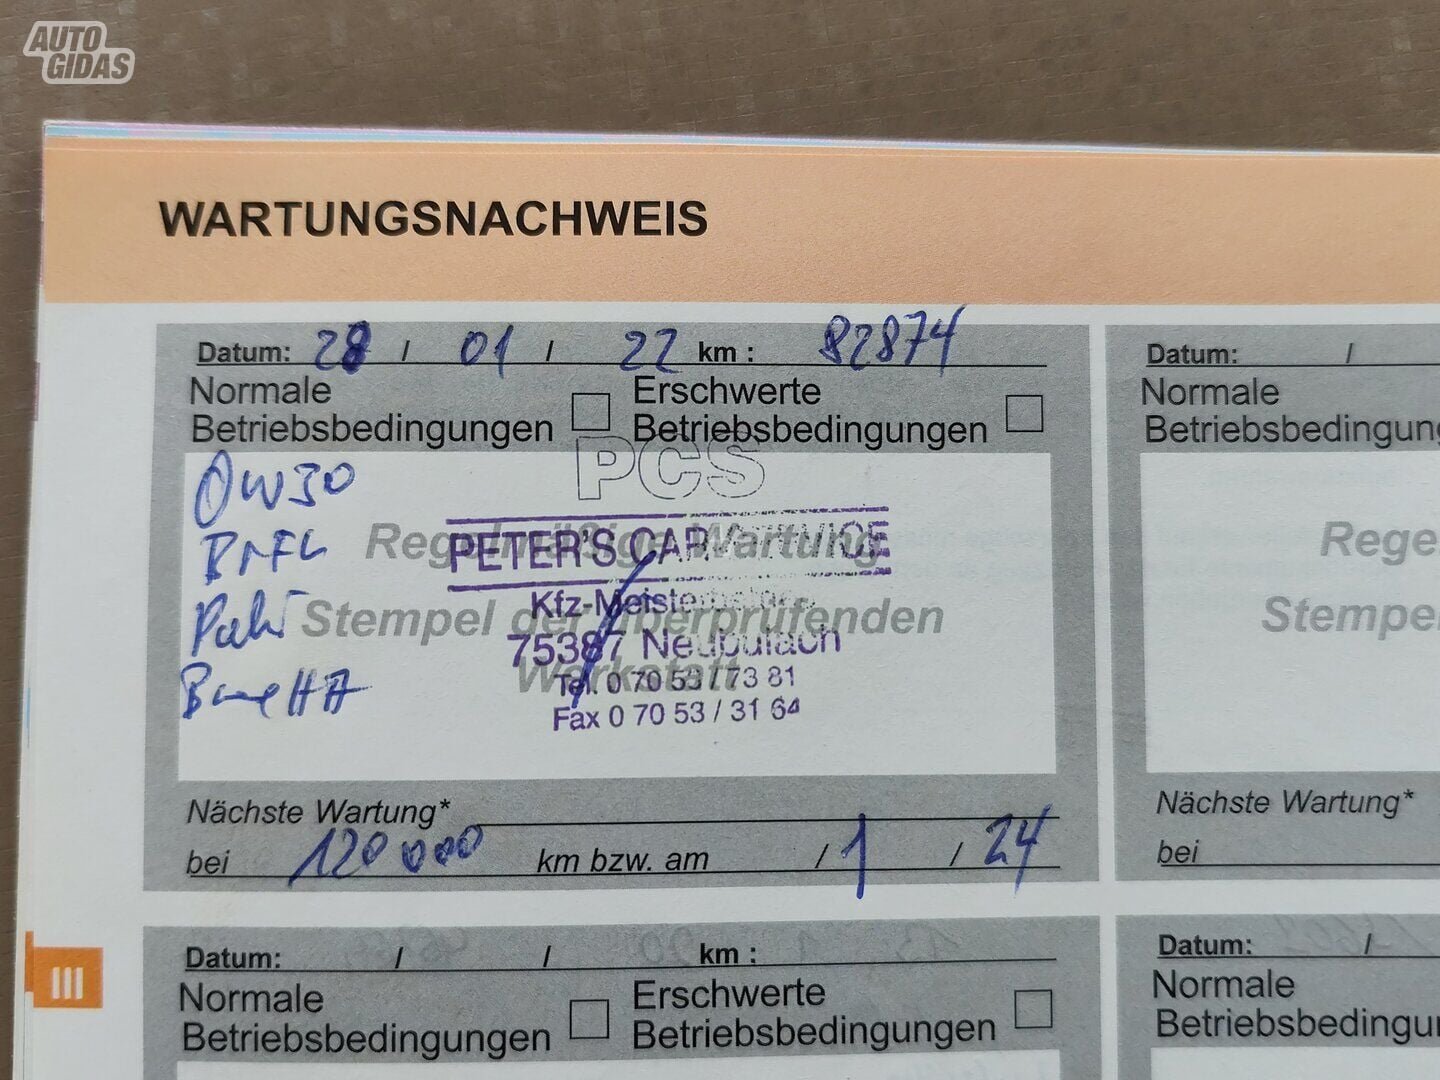 AUTO
GIDAS
WARTUNGSNACHWEIS
Datum: 28 / 01 / 22 km : 82874
Normale Betriebsbedingungen
Erschwerte Betriebsbedingungen
0W30
PCS
Regelmäßige Wartung
PETER'S CAR SERVICE
Stempel der überprüfenden
Werkstatt
Kfz-Meisterbetrieb
75387 Neubulach
Tel. 0 70 53 / 73 81
Fax 0 70 53 / 31 64
Nächste Wartung*
bei 120 000 km bzw. am / 1 / 24
Datum: /
Normale
Betriebsbedingung
Rege
Stempe
Nächste Wartung*
bei
III
Datum: / / km :
Normale Betriebsbedingungen
Erschwerte Betriebsbedingungen
Datum: /
Normale
Betriebsbedingu